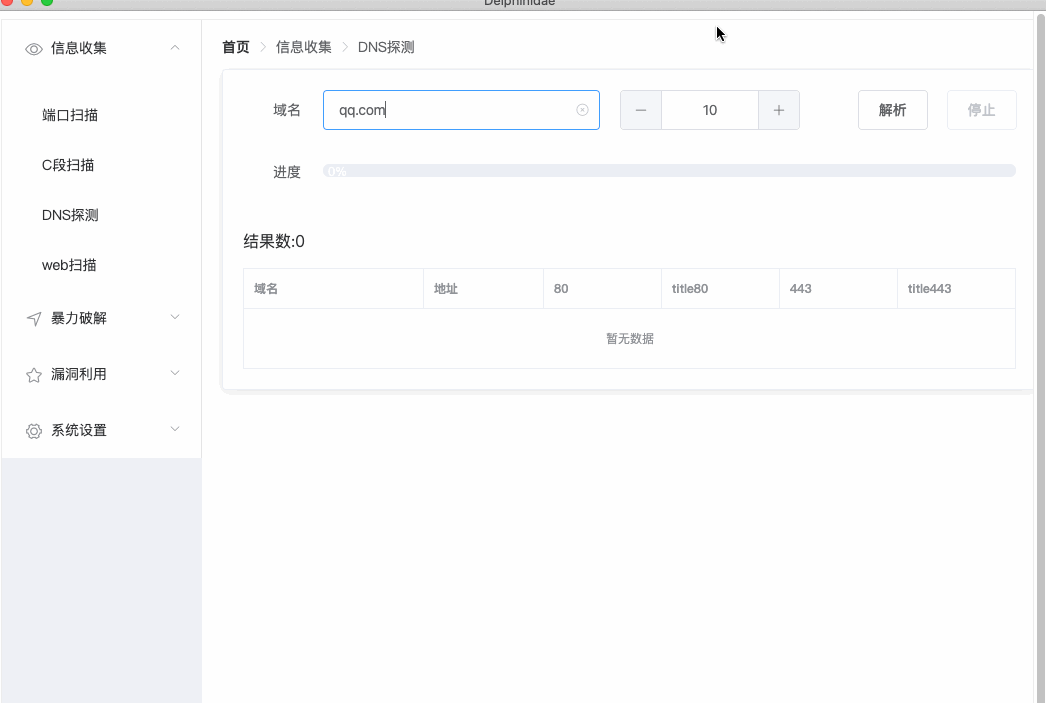 Delphinidae
信息收集
首页 信息收集 DNS探测
端口扫描
C段扫描
DNS探测
web扫描
暴力破解
漏洞利用
系统设置
域名 qq.com 10 解析 停止
进度 0%
结果数:0
域名 地址 80 title80 443 title443
暂无数据